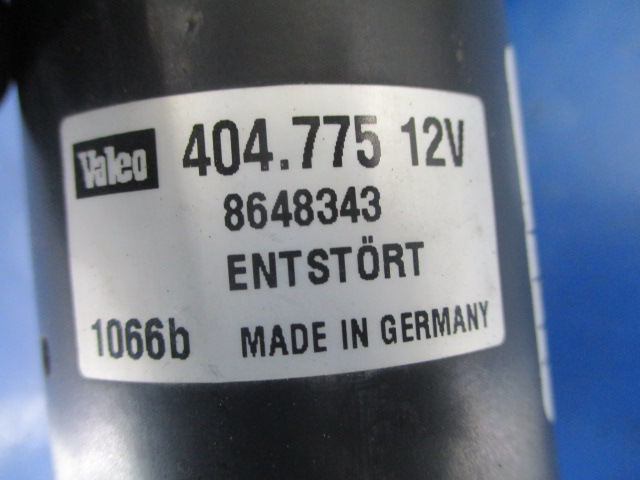 Valeo 404.775 12V
8648343
ENTSTÖRT
1066b MADE IN GERMANY